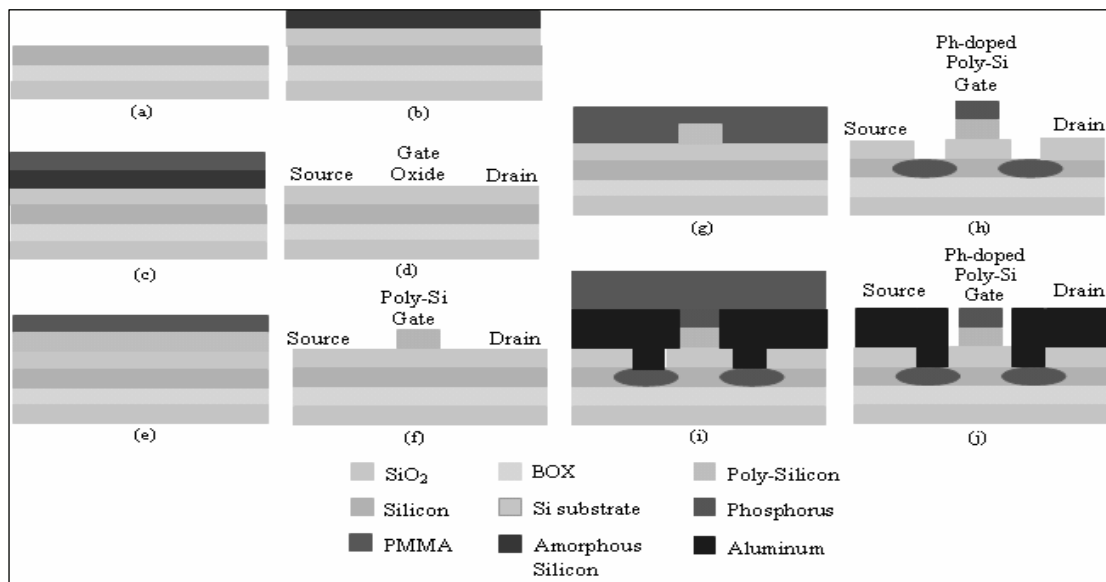 (a)
(b)
(c)
Source
Gate
Oxide
Drain
(d)
(e)
Poly-Si
Gate
Source
Drain
(f)
(g)
Ph-doped
Poly-Si
Gate
Source
Drain
(h)
(i)
Ph-doped
Poly-Si
Gate
Source
Drain
(j)
SiO₂
BOX
Poly-Silicon
Silicon
Si substrate
Phosphorus
PMMA
Amorphous
Silicon
Aluminum